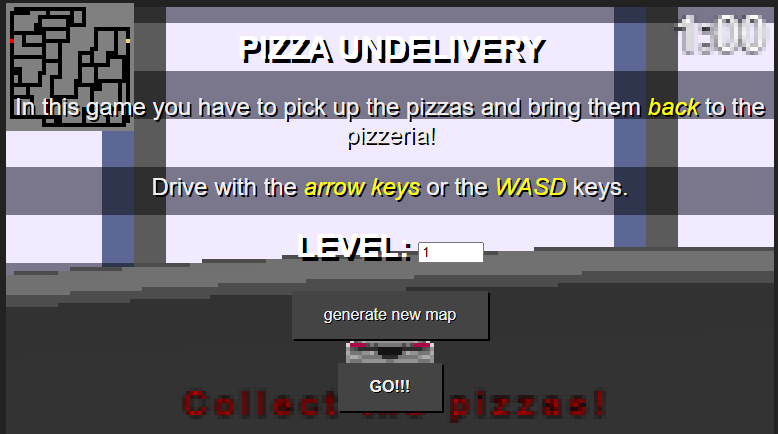 PIZZA UNDELIVERY
1:00
In this game you have to pick up the pizzas and bring them back to the
pizzeria!
Drive with the arrow keys or the WASD keys.
LEVEL: 1
generate new map
GO!!!
Collect the pizzas!